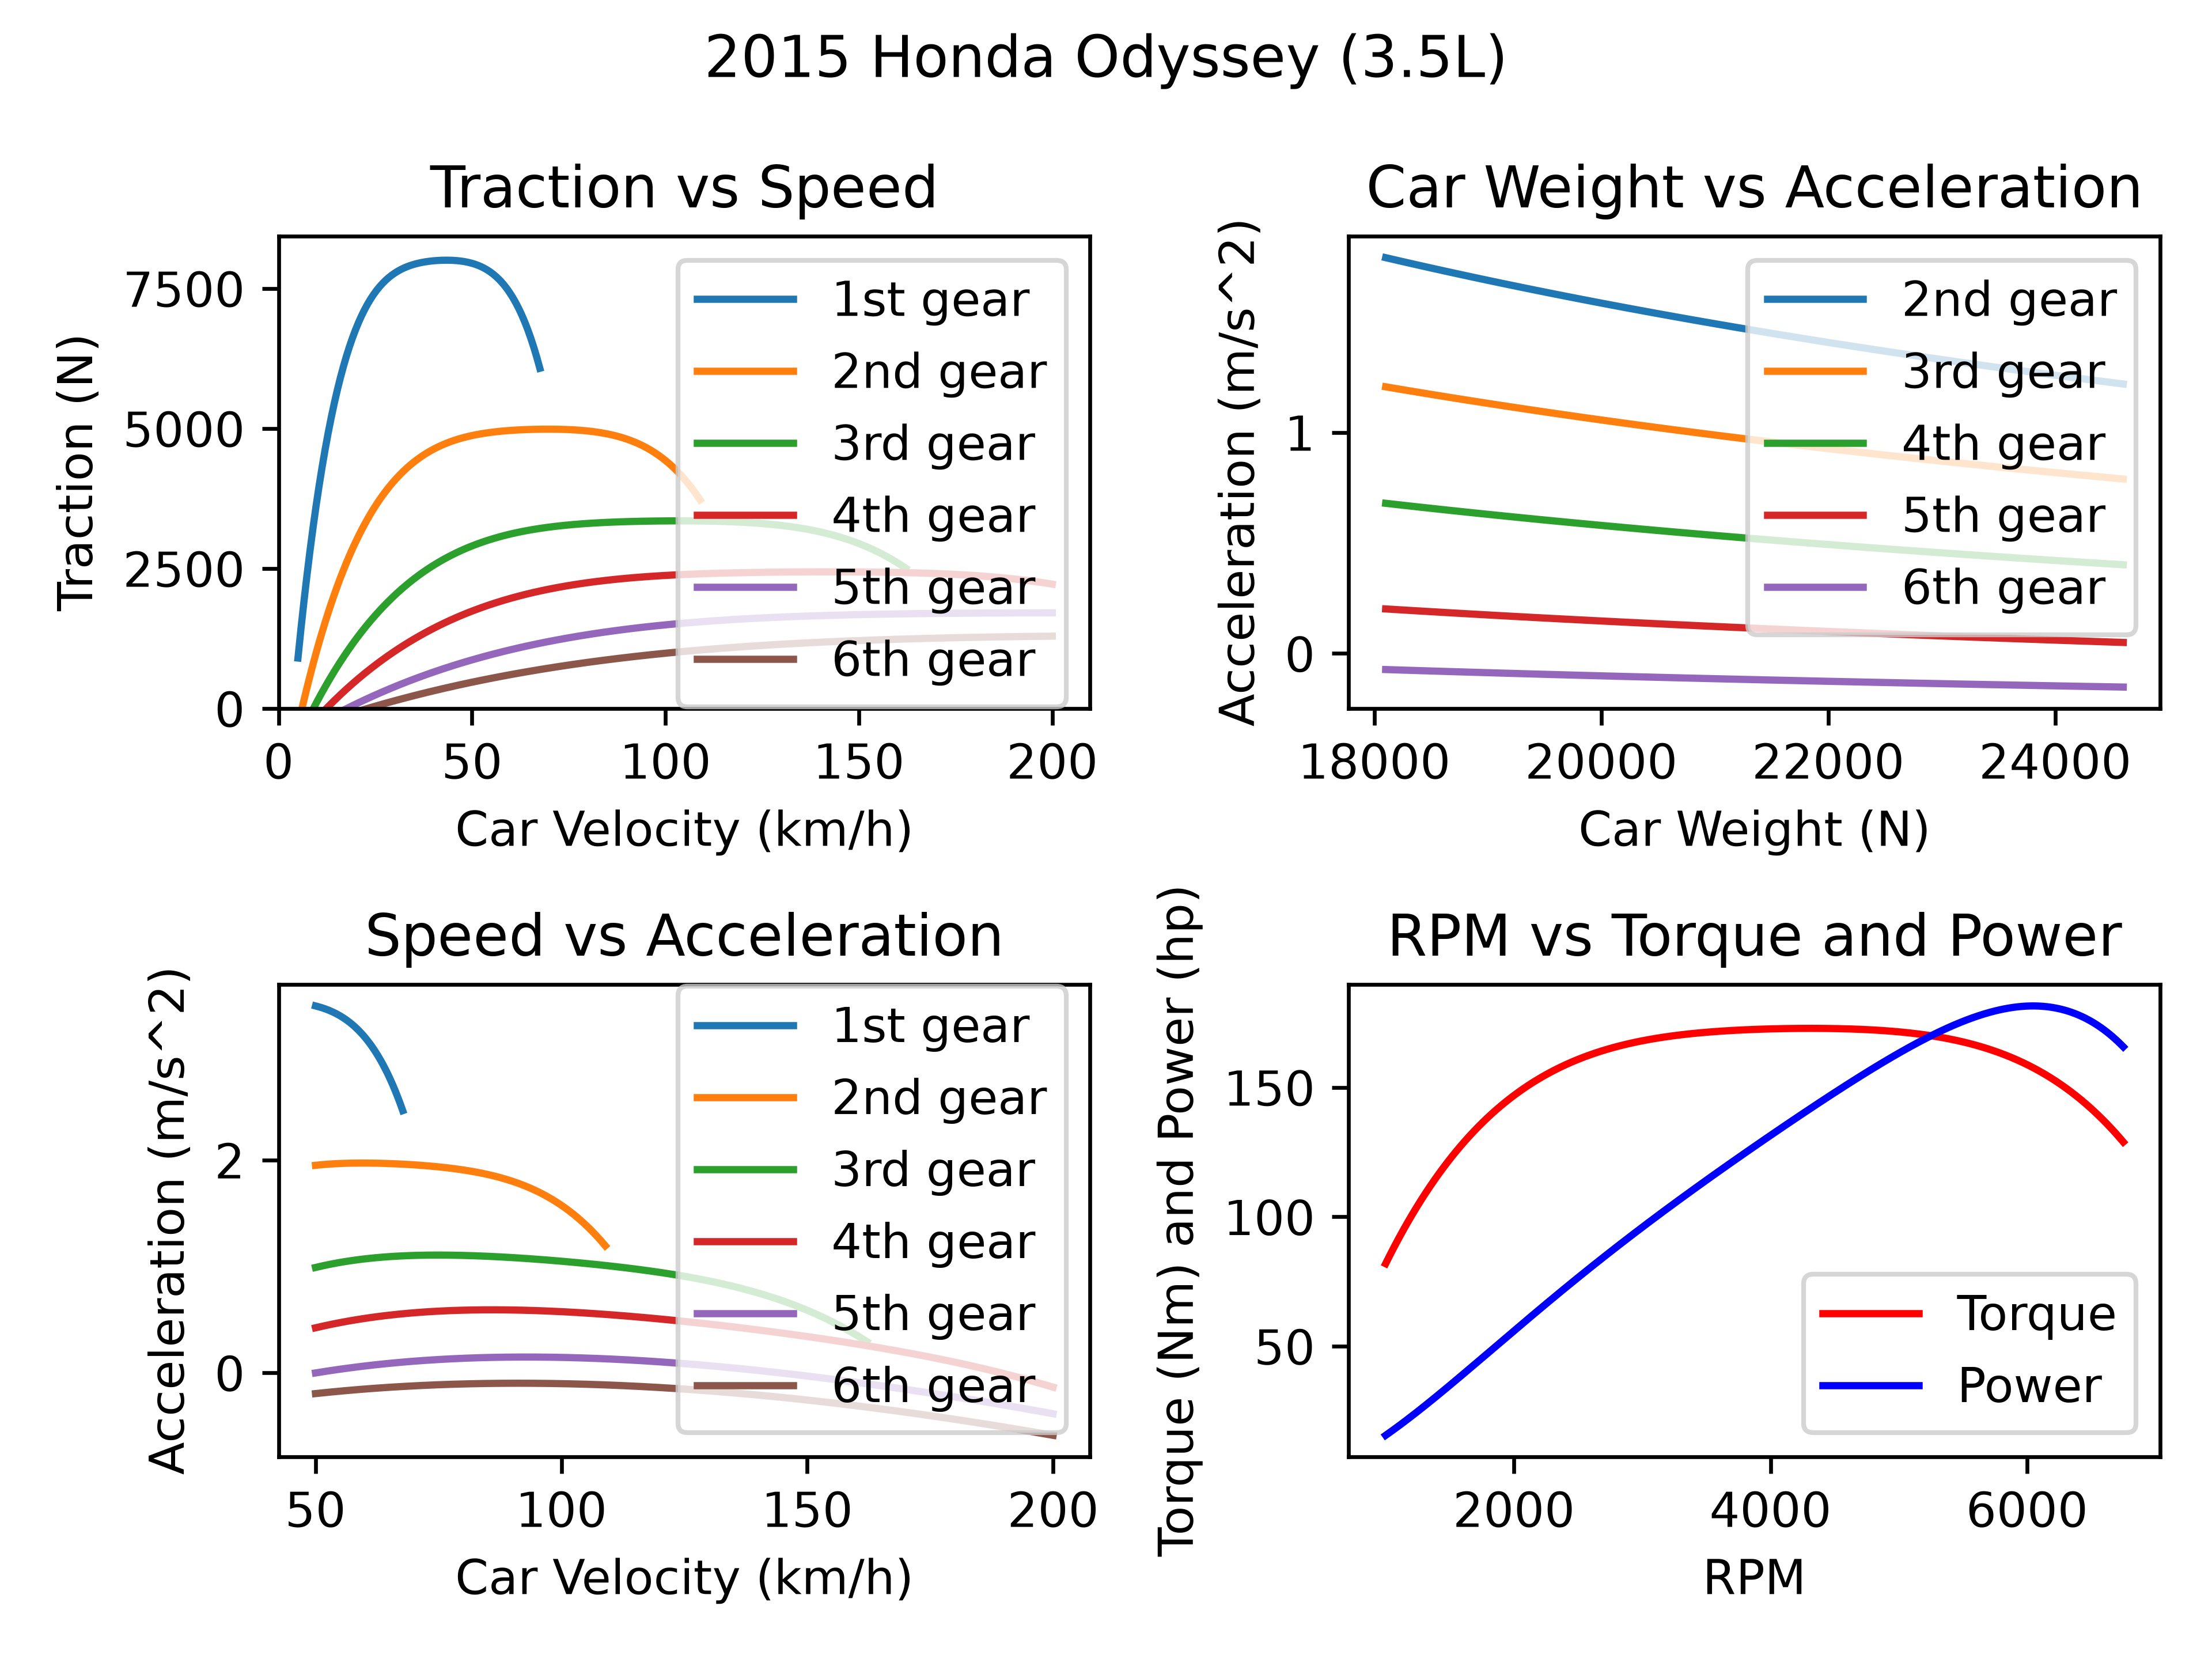 2015 Honda Odyssey (3.5L)
Traction vs Speed
Traction (N)
7500
5000
2500
0
0 50 100 150 200
Car Velocity (km/h)
1st gear
2nd gear
3rd gear
4th gear
5th gear
6th gear
Car Weight vs Acceleration
Acceleration (m/s^2)
1
0
18000 20000 22000 24000
Car Weight (N)
2nd gear
3rd gear
4th gear
5th gear
6th gear
Speed vs Acceleration
Acceleration (m/s^2)
2
0
50 100 150 200
Car Velocity (km/h)
1st gear
2nd gear
3rd gear
4th gear
5th gear
6th gear
RPM vs Torque and Power
Torque (Nm) and Power (hp)
150
100
50
2000 4000 6000
RPM
Torque
Power